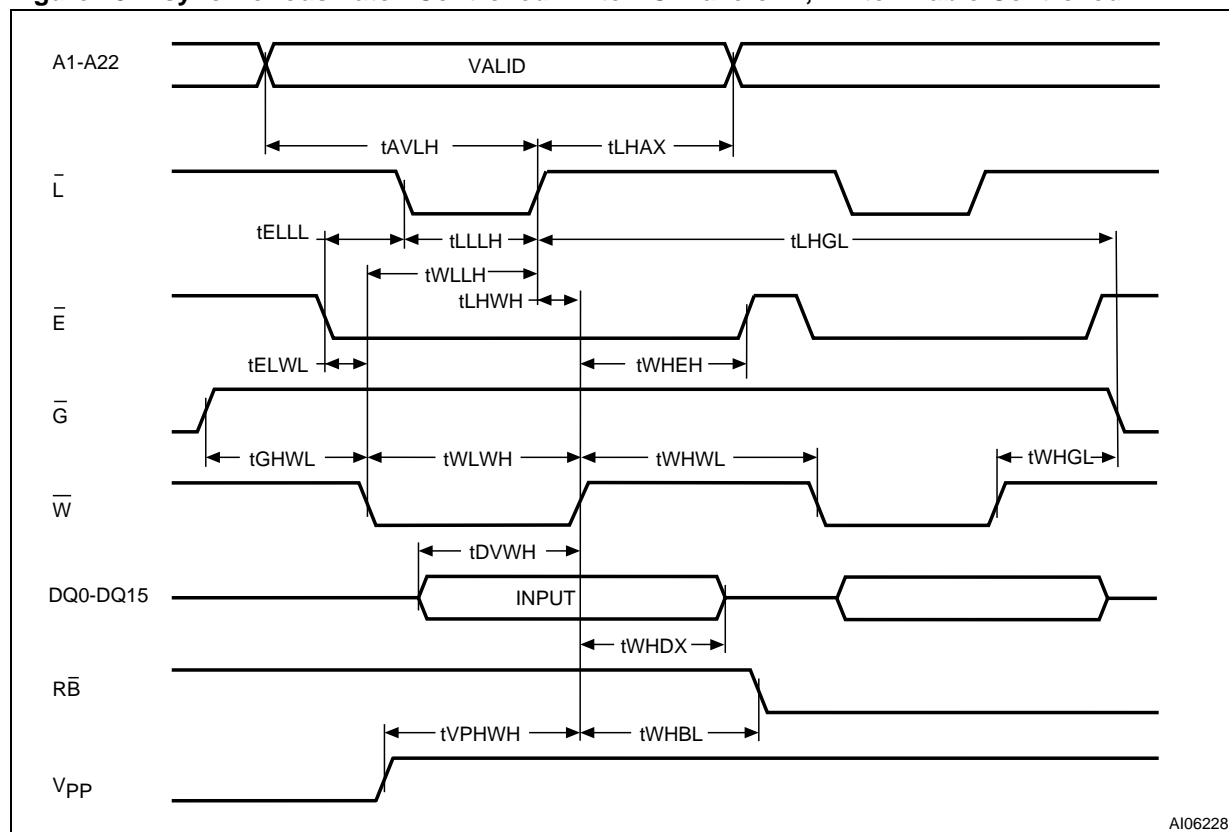 A1-A22
VALID
tAVLH
tLHAX
L̅
tELLL
tLLLH
tLHGL
tWLLH
tLHWH
E̅
tELWL
tWHEH
G̅
tGHWL
tWLWH
tWHWL
tWHGL
W̅
tDVWH
DQ0-DQ15
INPUT
tWHDX
RB̅
tVPHWH
tWHBL
VPP
AI06228